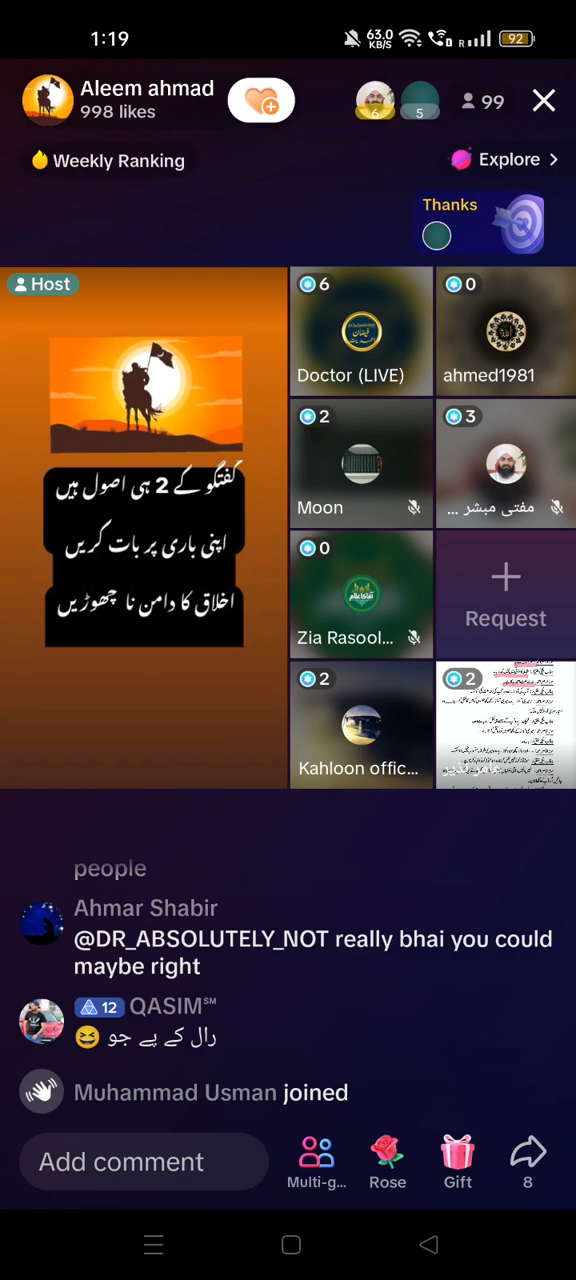 1:19
63.0
KB/S
R
92
Aleem ahmad
998 likes
6
5
99
Weekly Ranking
Explore
Thanks
Host
گفتگو کے 2 ہی اصول ہیں
اپنی باری پر بات کریں
اخلاق کا دامن نا چھوڑیں
6
Doctor (LIVE)
0
ahmed1981
2
Moon
3
مفتی مبشر ...
0
Zia Rasool...
Request
2
Kahloon offic...
2
people
Ahmar Shabir
@DR_ABSOLUTELY_NOT really bhai you could
maybe right
12 QASIM℠
رال کے پے جو 😆
Muhammad Usman joined
Add comment
Multi-g...
Rose
Gift
8